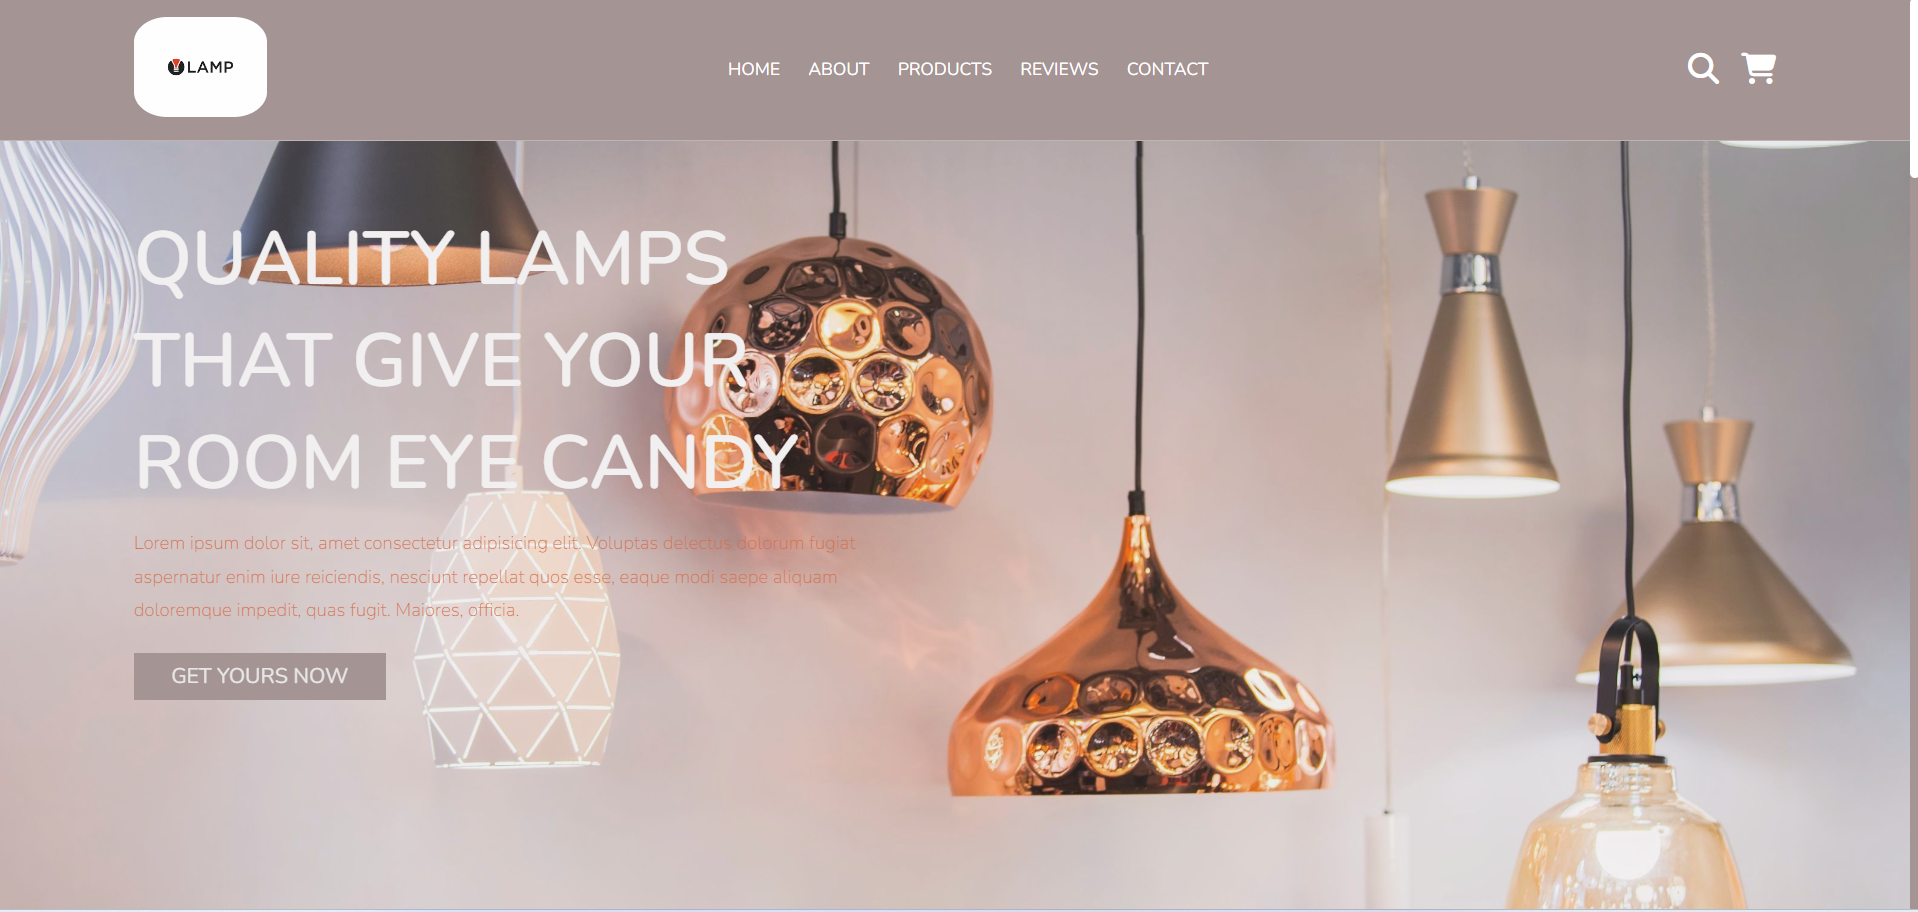 LAMP
HOME ABOUT PRODUCTS REVIEWS CONTACT
QUALITY LAMPS
THAT GIVE YOUR
ROOM EYE CANDY
Lorem ipsum dolor sit, amet consectetur adipisicing elit. Voluptas delectus dolorum fugiat
aspernatur enim iure reiciendis, nesciunt repellat quos esse, eaque modi saepe aliquam
doloremque impedit, quas fugit. Maiores, officia.
GET YOURS NOW